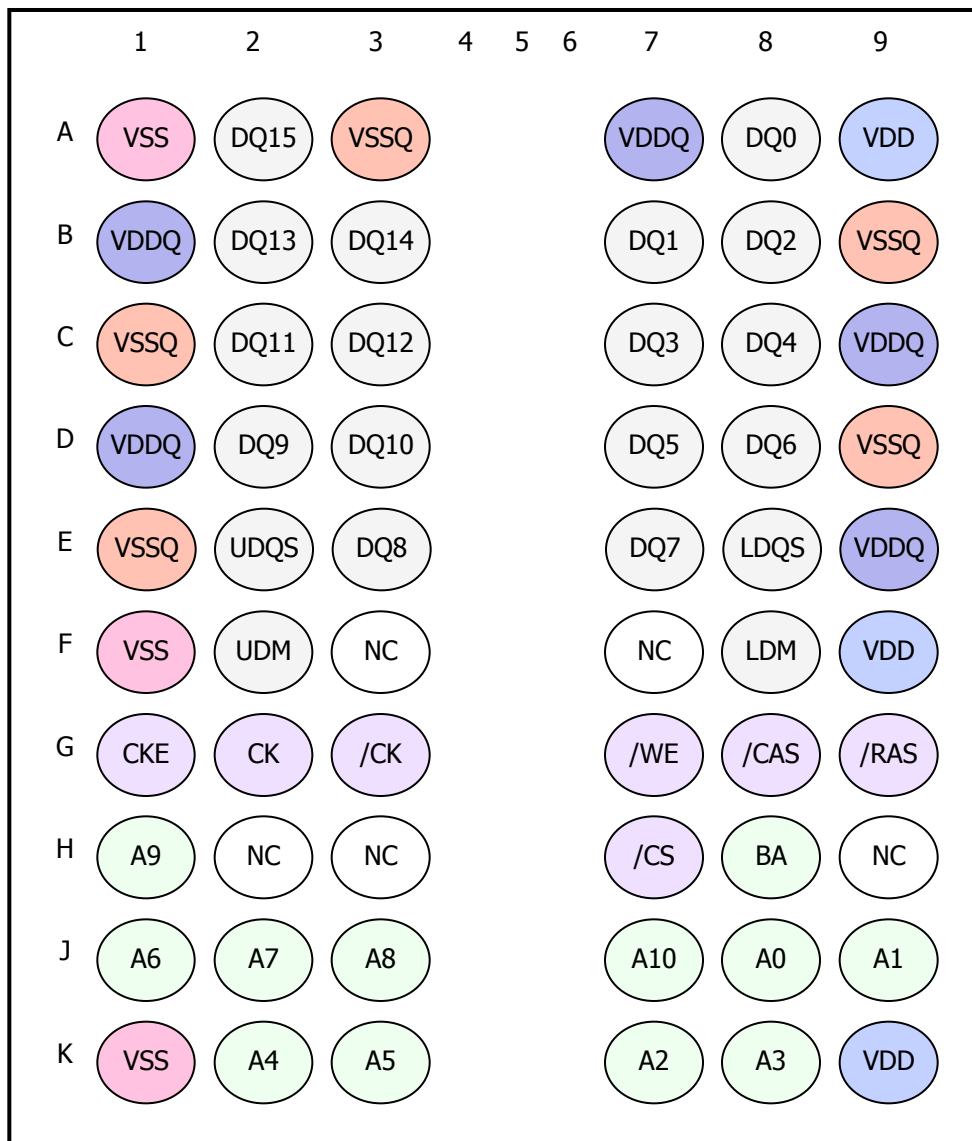 1 2 3 4 5 6 7 8 9
A VSS DQ15 VSSQ VDDQ DQ0 VDD
B VDDQ DQ13 DQ14 DQ1 DQ2 VSSQ
C VSSQ DQ11 DQ12 DQ3 DQ4 VDDQ
D VDDQ DQ9 DQ10 DQ5 DQ6 VSSQ
E VSSQ UDQS DQ8 DQ7 LDQS VDDQ
F VSS UDM NC NC LDM VDD
G CKE CK /CK /WE /CAS /RAS
H A9 NC NC /CS BA NC
J A6 A7 A8 A10 A0 A1
K VSS A4 A5 A2 A3 VDD